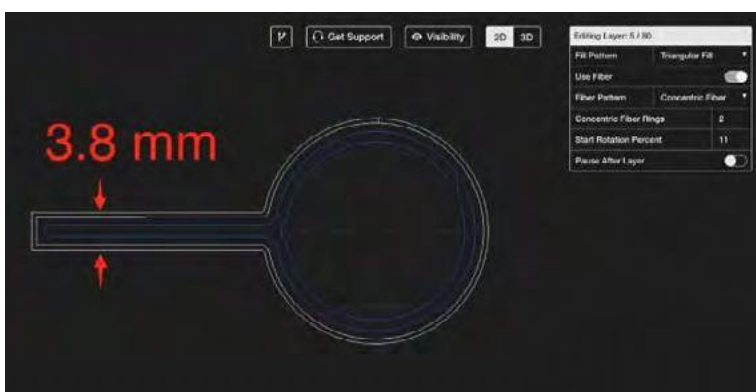 Get Support
Visibility
2D 3D
Editing Layer: 5 / 80
Fill Pattern Triangular Fill
Use Fiber
Fiber Pattern Concentric Fiber
Concentric Fiber Rings 2
Start Rotation Percent 11
Pause After Layer
3.8 mm